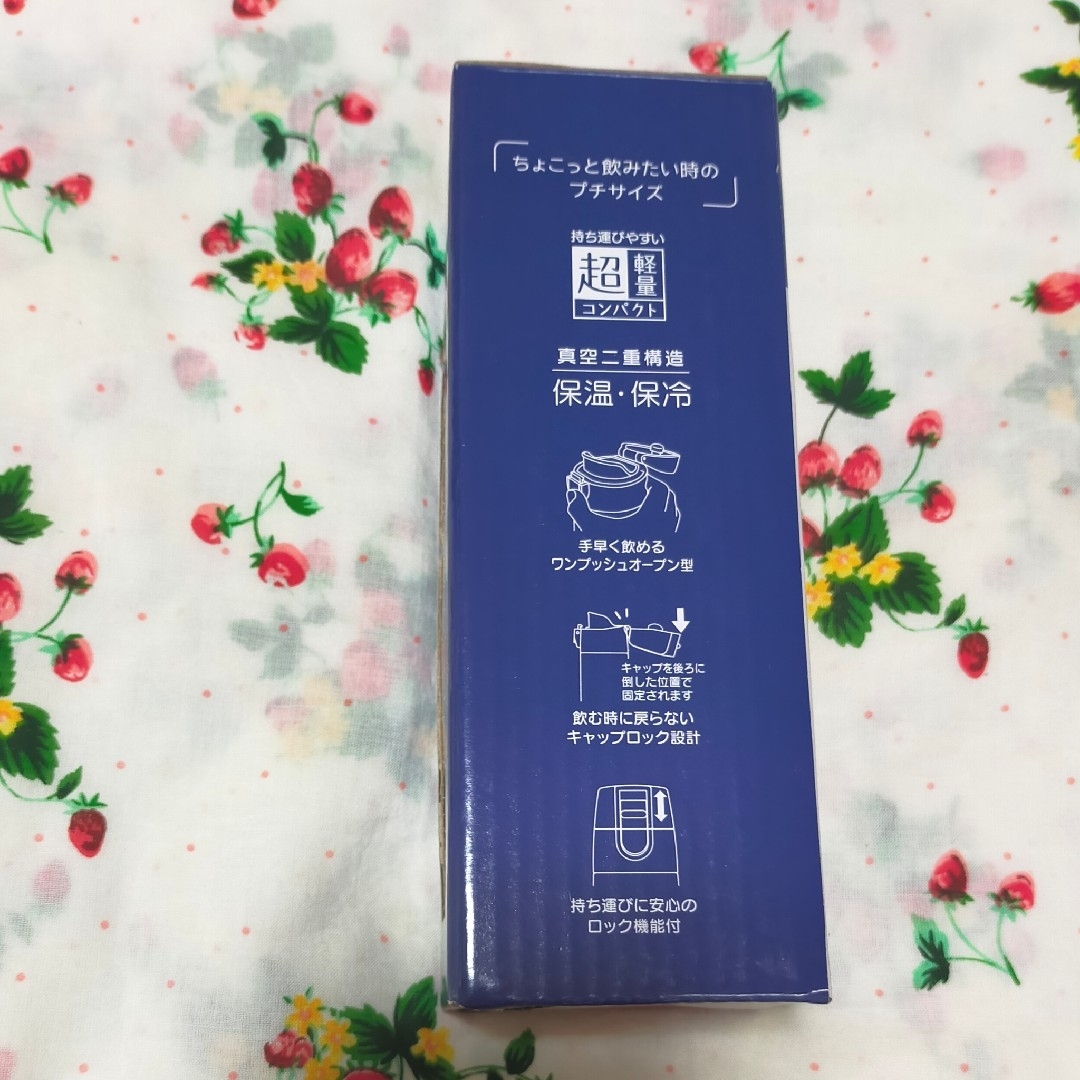 ちょこっと飲みたい時の
プチサイズ
持ち運びやすい
超軽量
コンパクト
真空二重構造
保温・保冷
手早く飲める
ワンプッシュオープン型
キャップを後ろに
倒した位置で
固定されます
飲む時に戻らない
キャップロック設計
持ち運びに安心の
ロック機能付